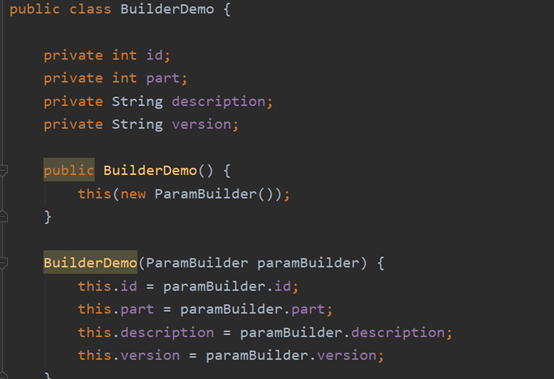 public class BuilderDemo {
private int id;
private int part;
private String description;
private String version;
public BuilderDemo() {
this(new ParamBuilder());
}
BuilderDemo(ParamBuilder paramBuilder) {
this.id = paramBuilder.id;
this.part = paramBuilder.part;
this.description = paramBuilder.description;
this.version = paramBuilder.version;
}